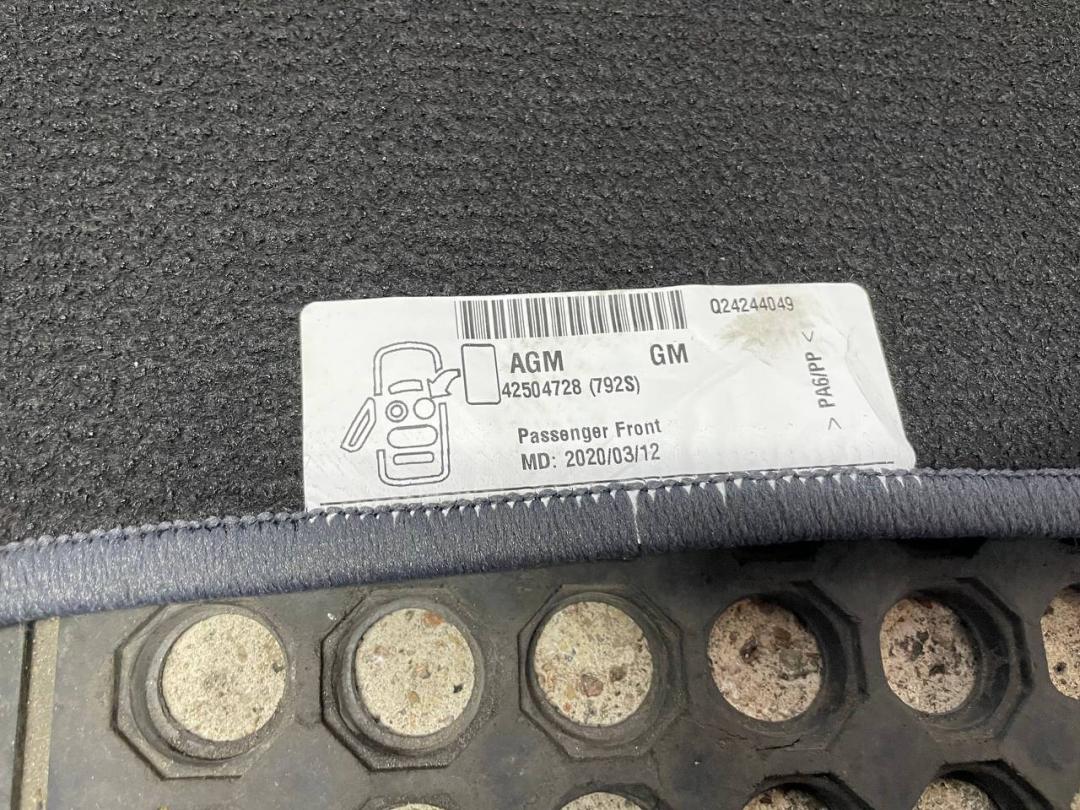 Q24244049
AGM GM
42504728 (792S)
Passenger Front
MD: 2020/03/12
> PA6/PP <